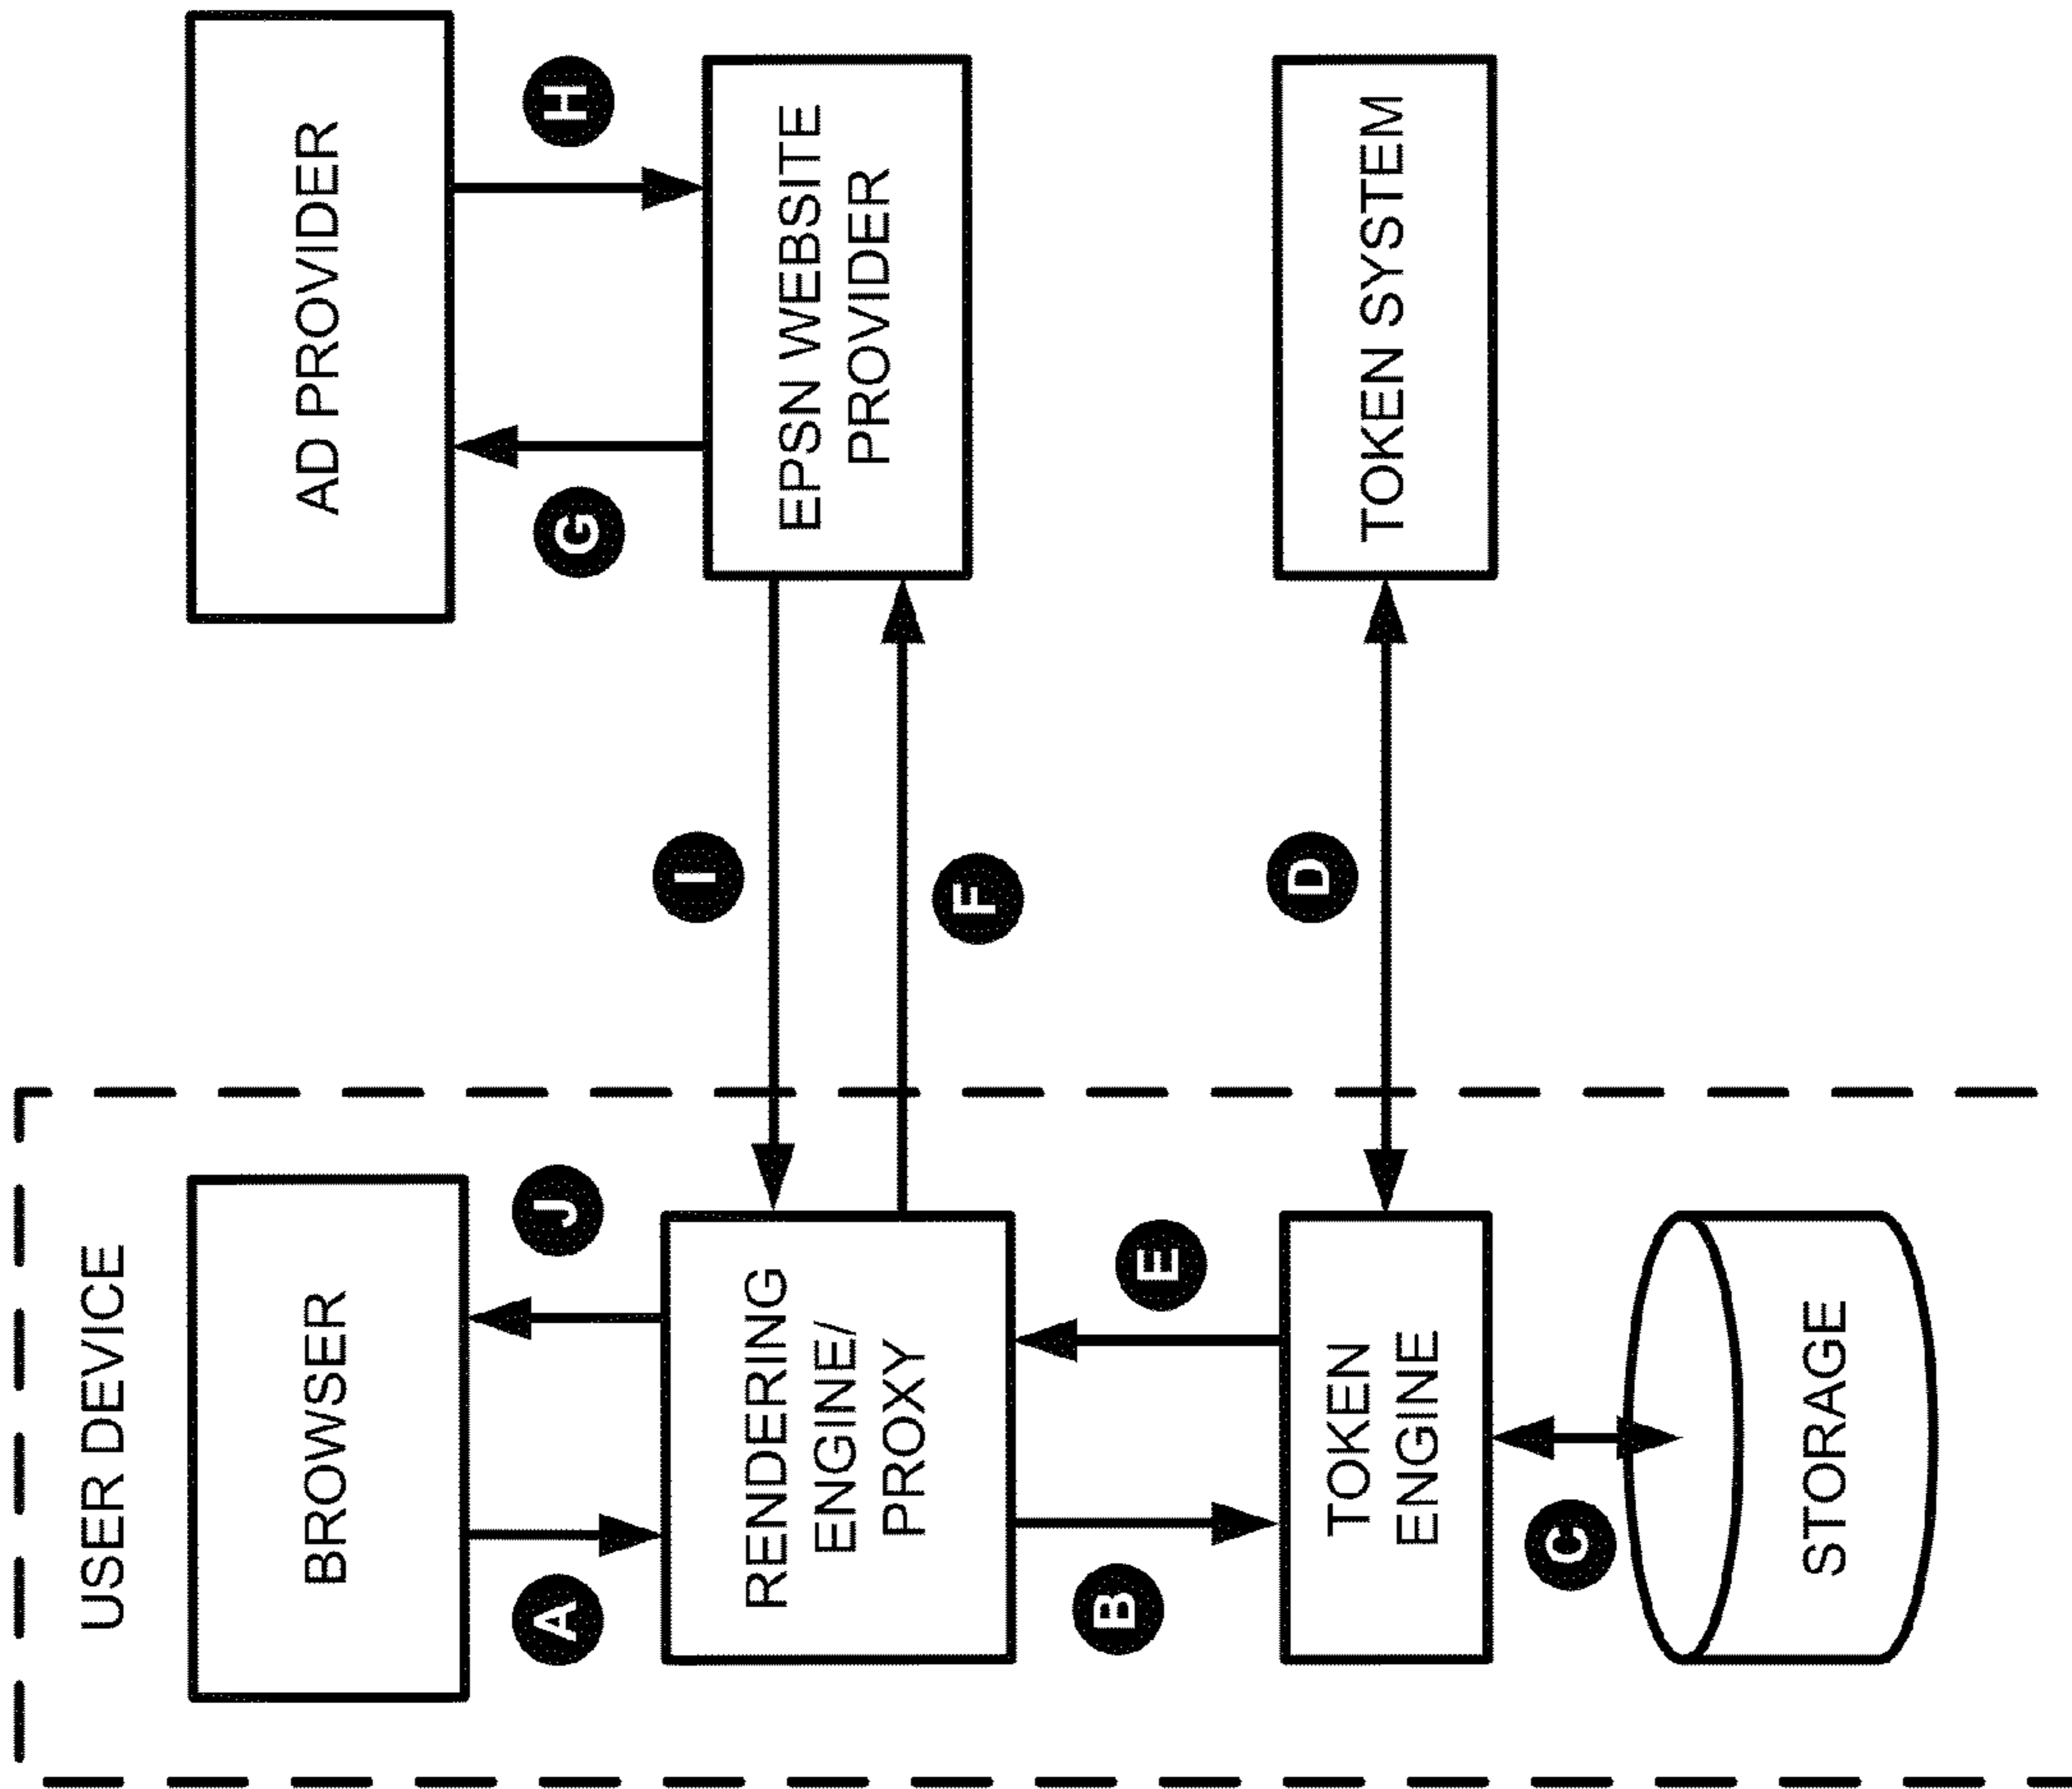 USER DEVICE
BROWSER
A
J
RENDERING
ENGINE/
PROXY
B
E
TOKEN
ENGINE
C
STORAGE
I
F
D
AD PROVIDER
G
H
EPSN WEBSITE
PROVIDER
TOKEN SYSTEM